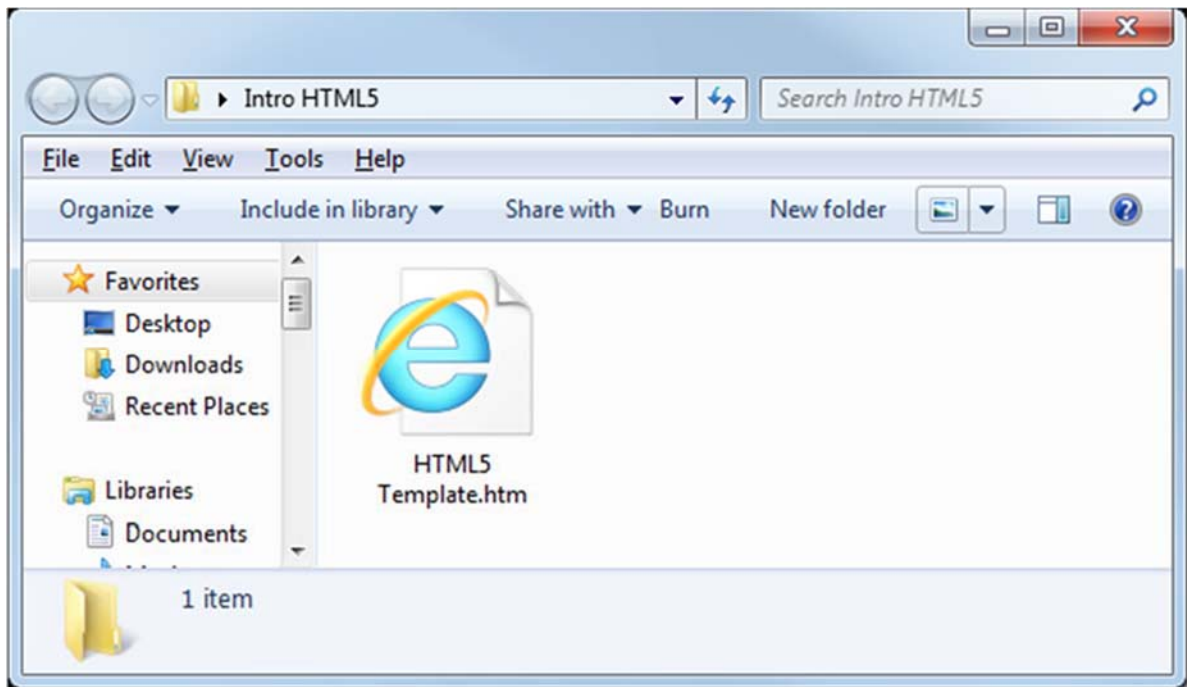 Intro HTML5
Search Intro HTML5
File Edit View Tools Help
Organize Include in library Share with Burn New folder
Favorites
Desktop
Downloads
Recent Places
Libraries
Documents
HTML5
Template.htm
1 item